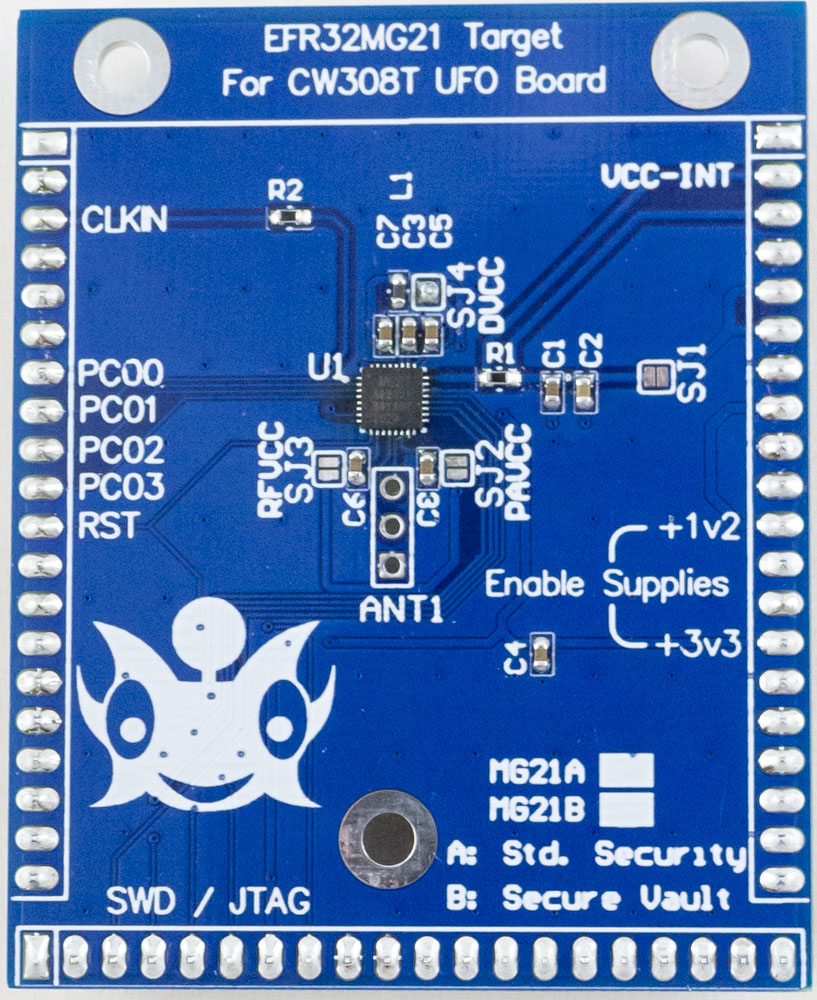 EFR32MG21 Target
For CW308T UFO Board
VCC-INT
CLKIN
R2
L1
C7
C3
C5
SJ4
DVCC
U1
R1
C1
C2
SJ1
PC00
PC01
PC02
PC03
RST
RFVCC
SJ3
C6
C8
SJ2
PAVCC
ANT1
+1v2
Enable Supplies
+3v3
C4
MG21A
MG21B
A: Std. Security
B: Secure Vault
SWD / JTAG